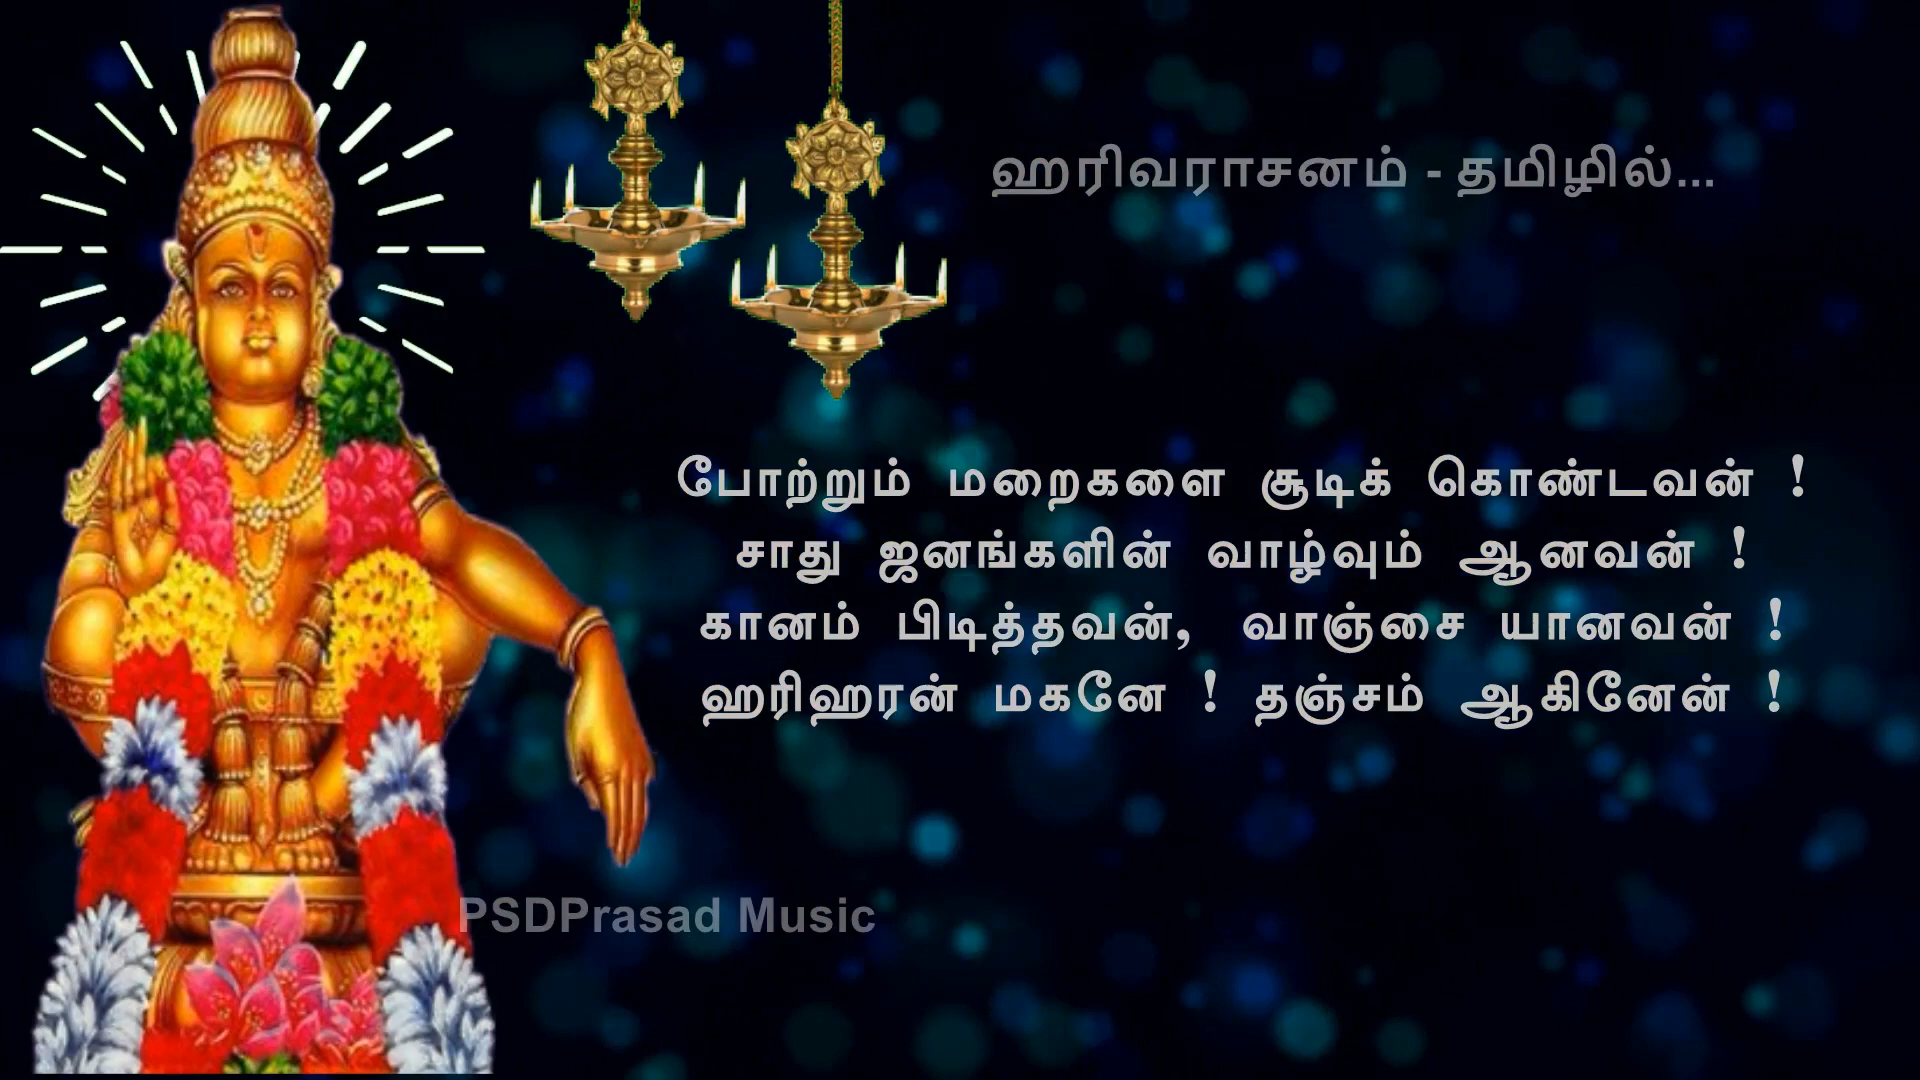 ஹரிவராசனம் - தமிழில்...
போற்றும் மறைகளை சூடிக் கொண்டவன் !
சாது ஜனங்களின் வாழ்வும் ஆனவன் !
கானம் பிடித்தவன், வாஞ்சை யானவன் !
ஹரிஹரன் மகனே ! தஞ்சம் ஆகினேன் !
PSDPrasad Music